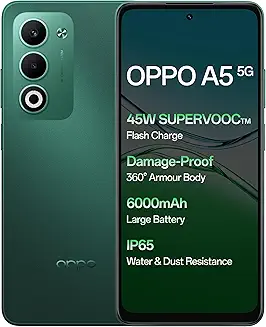 OPPO A5 5G
45W SUPERVOOC™
Flash Charge
Damage-Proof
360° Armour Body
6000mAh
Large Battery
IP65
Water & Dust Resistance
oppo